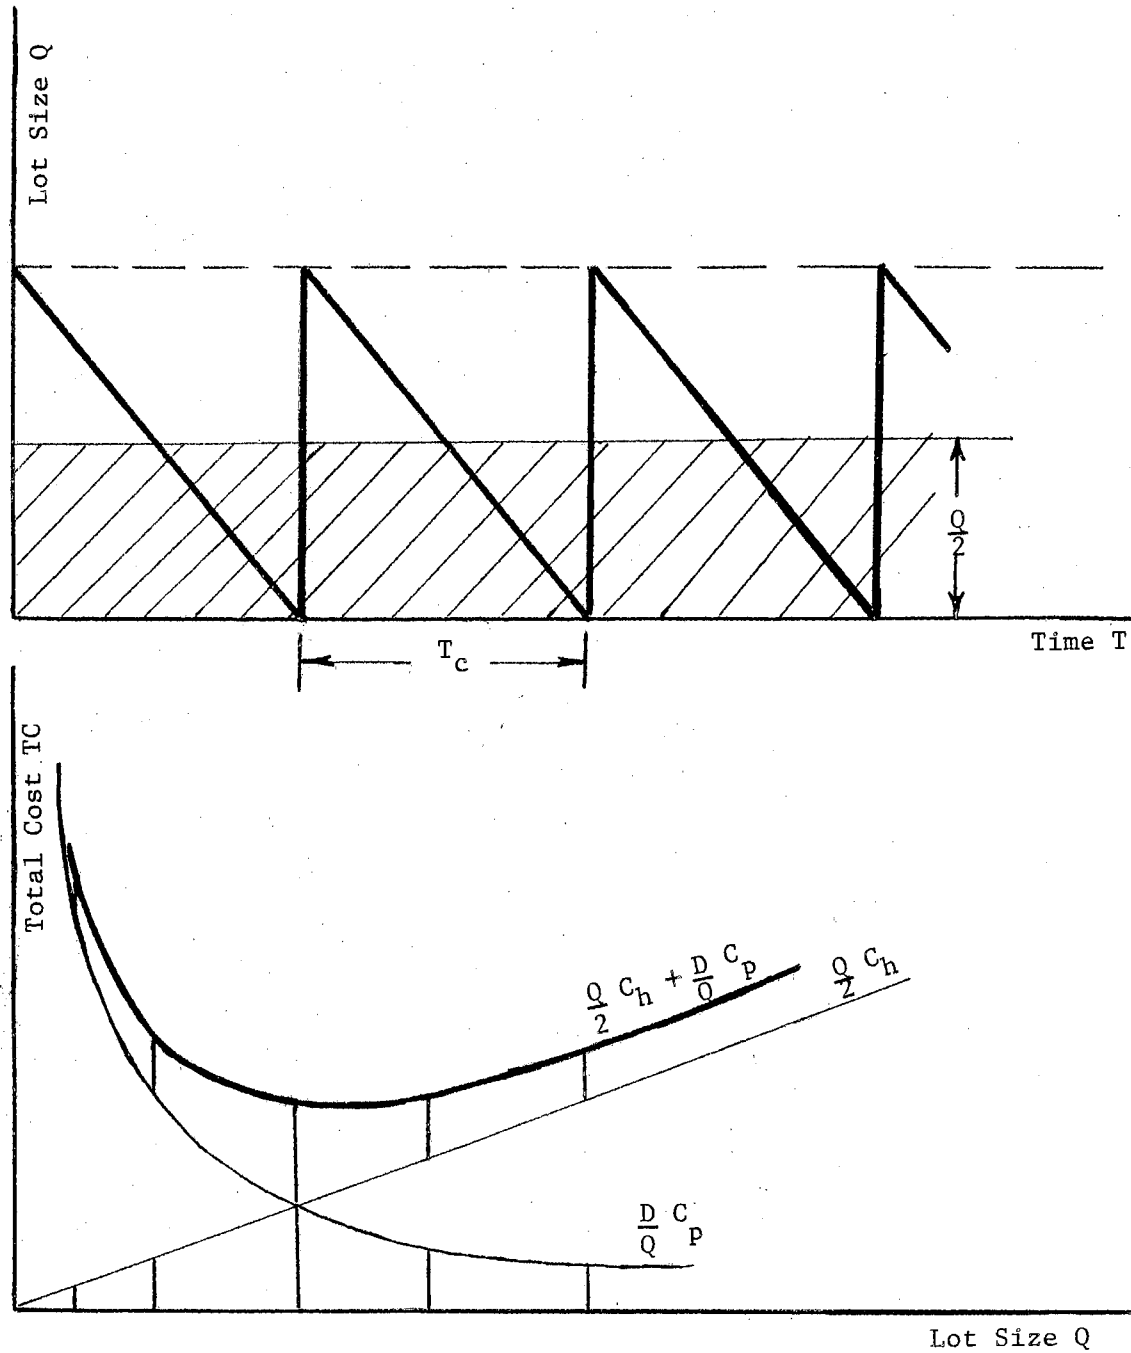 Lot Size Q
Q/2
Time T
T_c
Total Cost TC
Q/2 C_h + D/Q C_p
Q/2 C_h
D/Q C_p
Lot Size Q